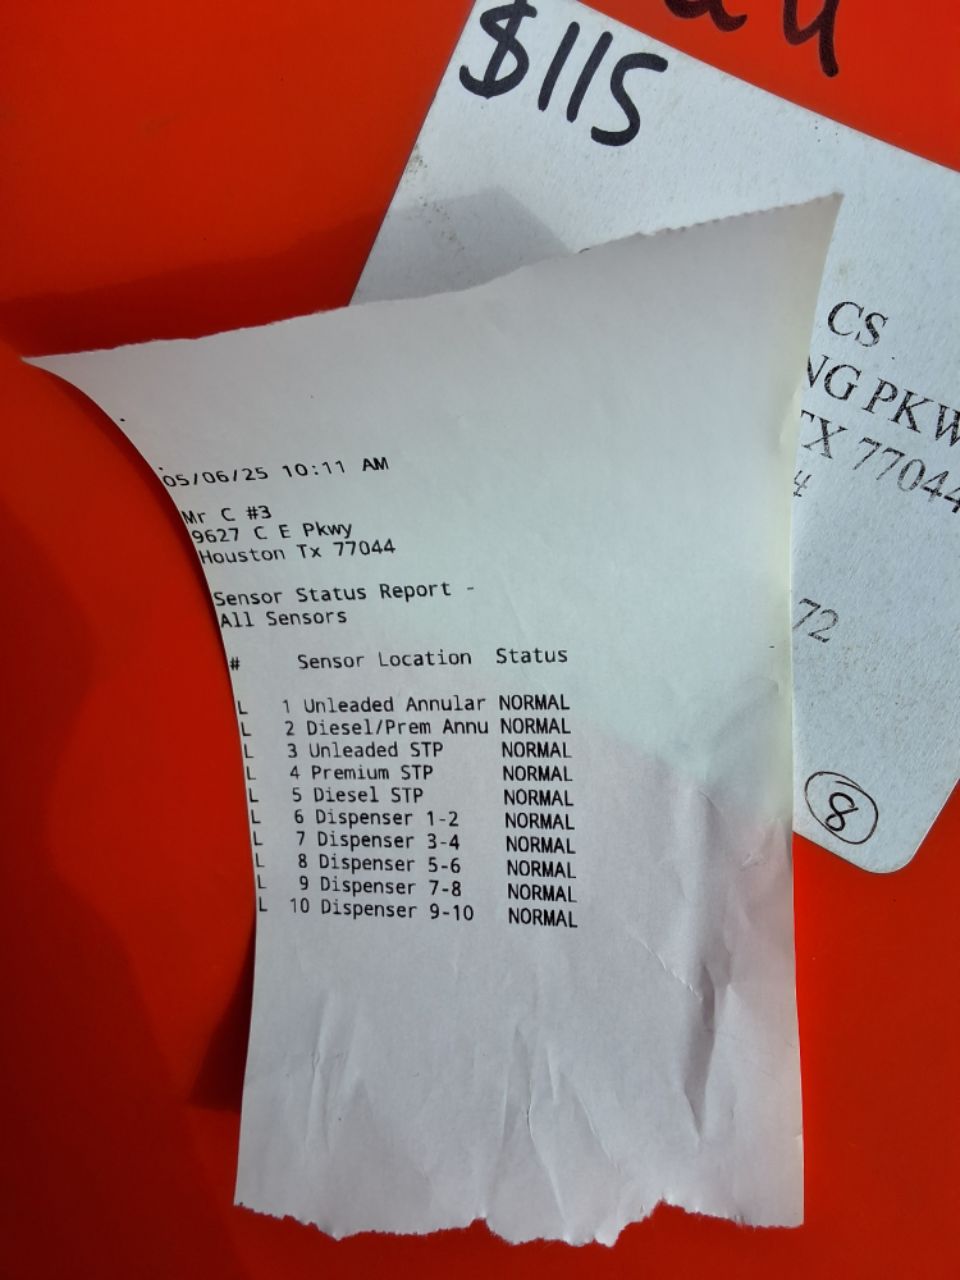 $115
CS
NG PKW
TX 77044
4
72
8
05/06/25 10:11 AM
Mr C #3
9627 C E Pkwy
Houston Tx 77044
Sensor Status Report -
All Sensors
# Sensor Location Status
L 1 Unleaded Annular NORMAL
L 2 Diesel/Prem Annu NORMAL
L 3 Unleaded STP NORMAL
L 4 Premium STP NORMAL
L 5 Diesel STP NORMAL
L 6 Dispenser 1-2 NORMAL
L 7 Dispenser 3-4 NORMAL
L 8 Dispenser 5-6 NORMAL
L 9 Dispenser 7-8 NORMAL
L 10 Dispenser 9-10 NORMAL